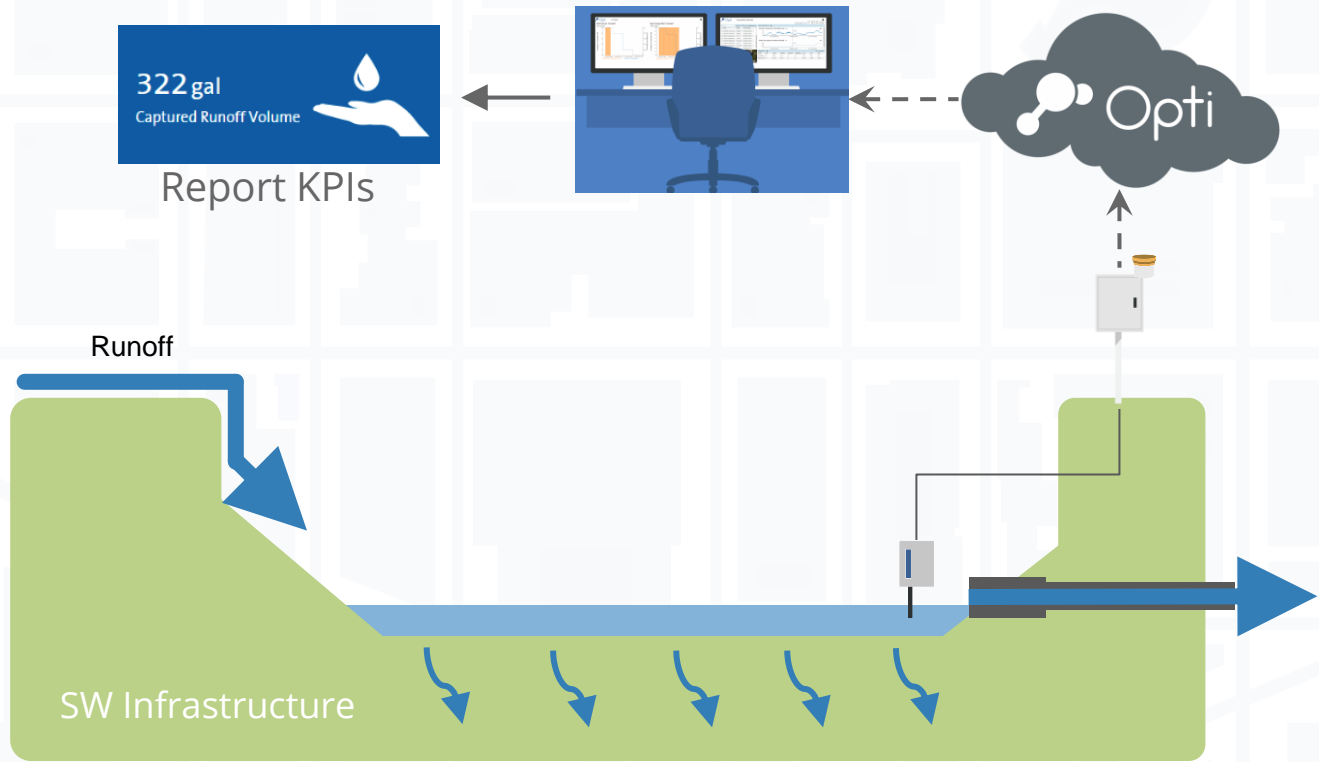 322 gal
Captured Runoff Volume
Opti
Report KPIs
Runoff
SW Infrastructure